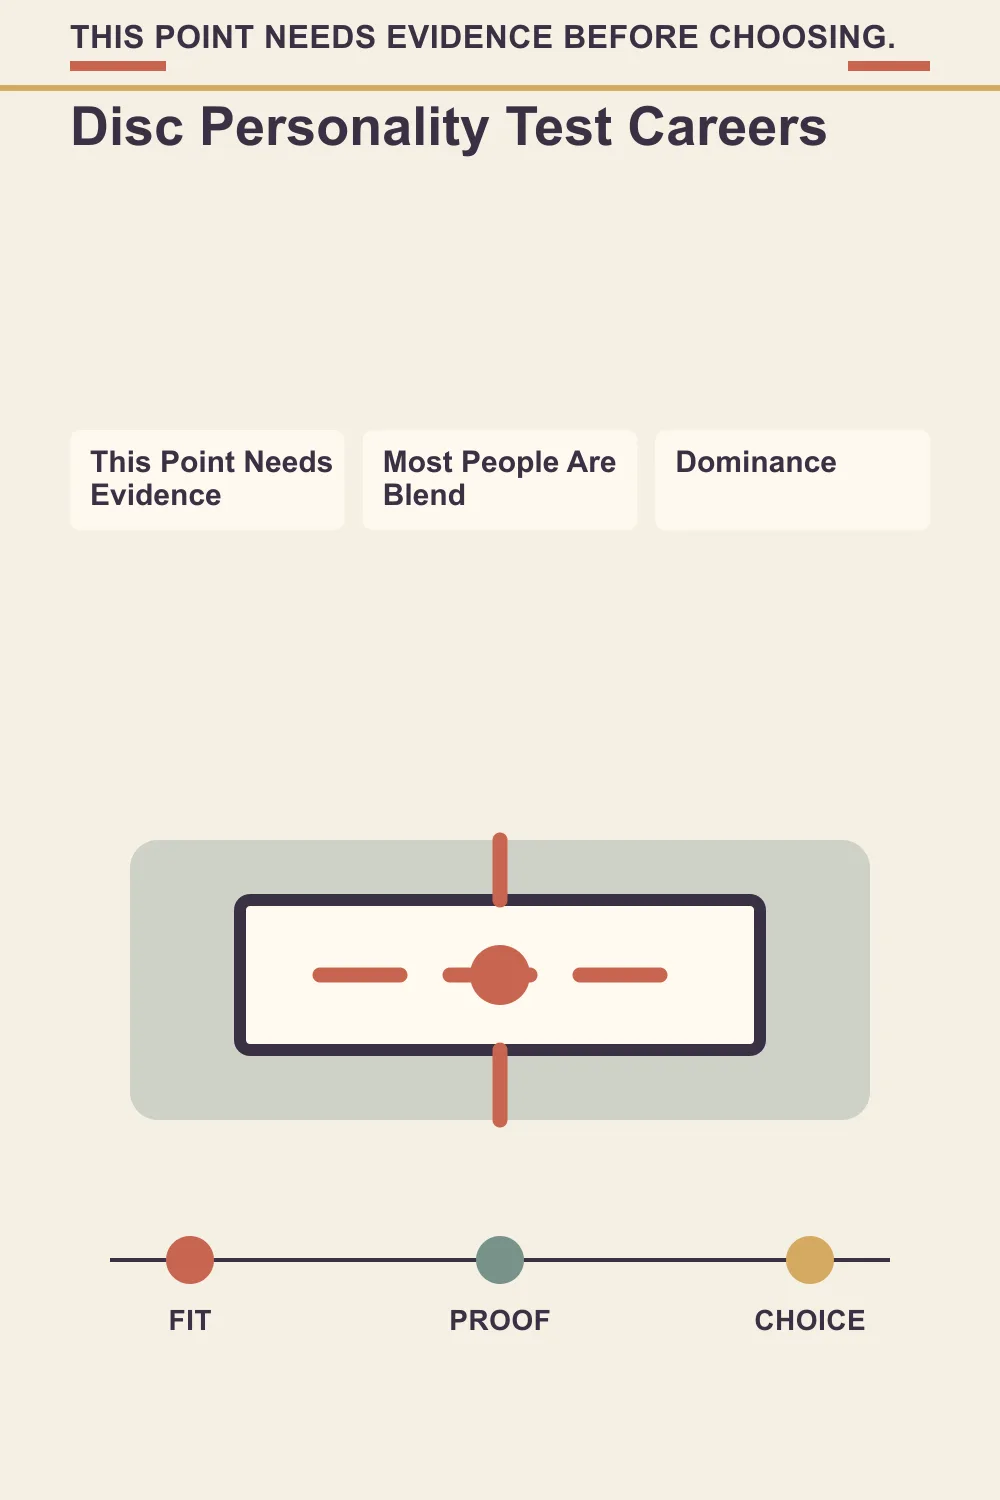 THIS POINT NEEDS EVIDENCE BEFORE CHOOSING.
Disc Personality Test Careers
This Point Needs
Evidence
Most People Are
Blend
Dominance
FIT
PROOF
CHOICE